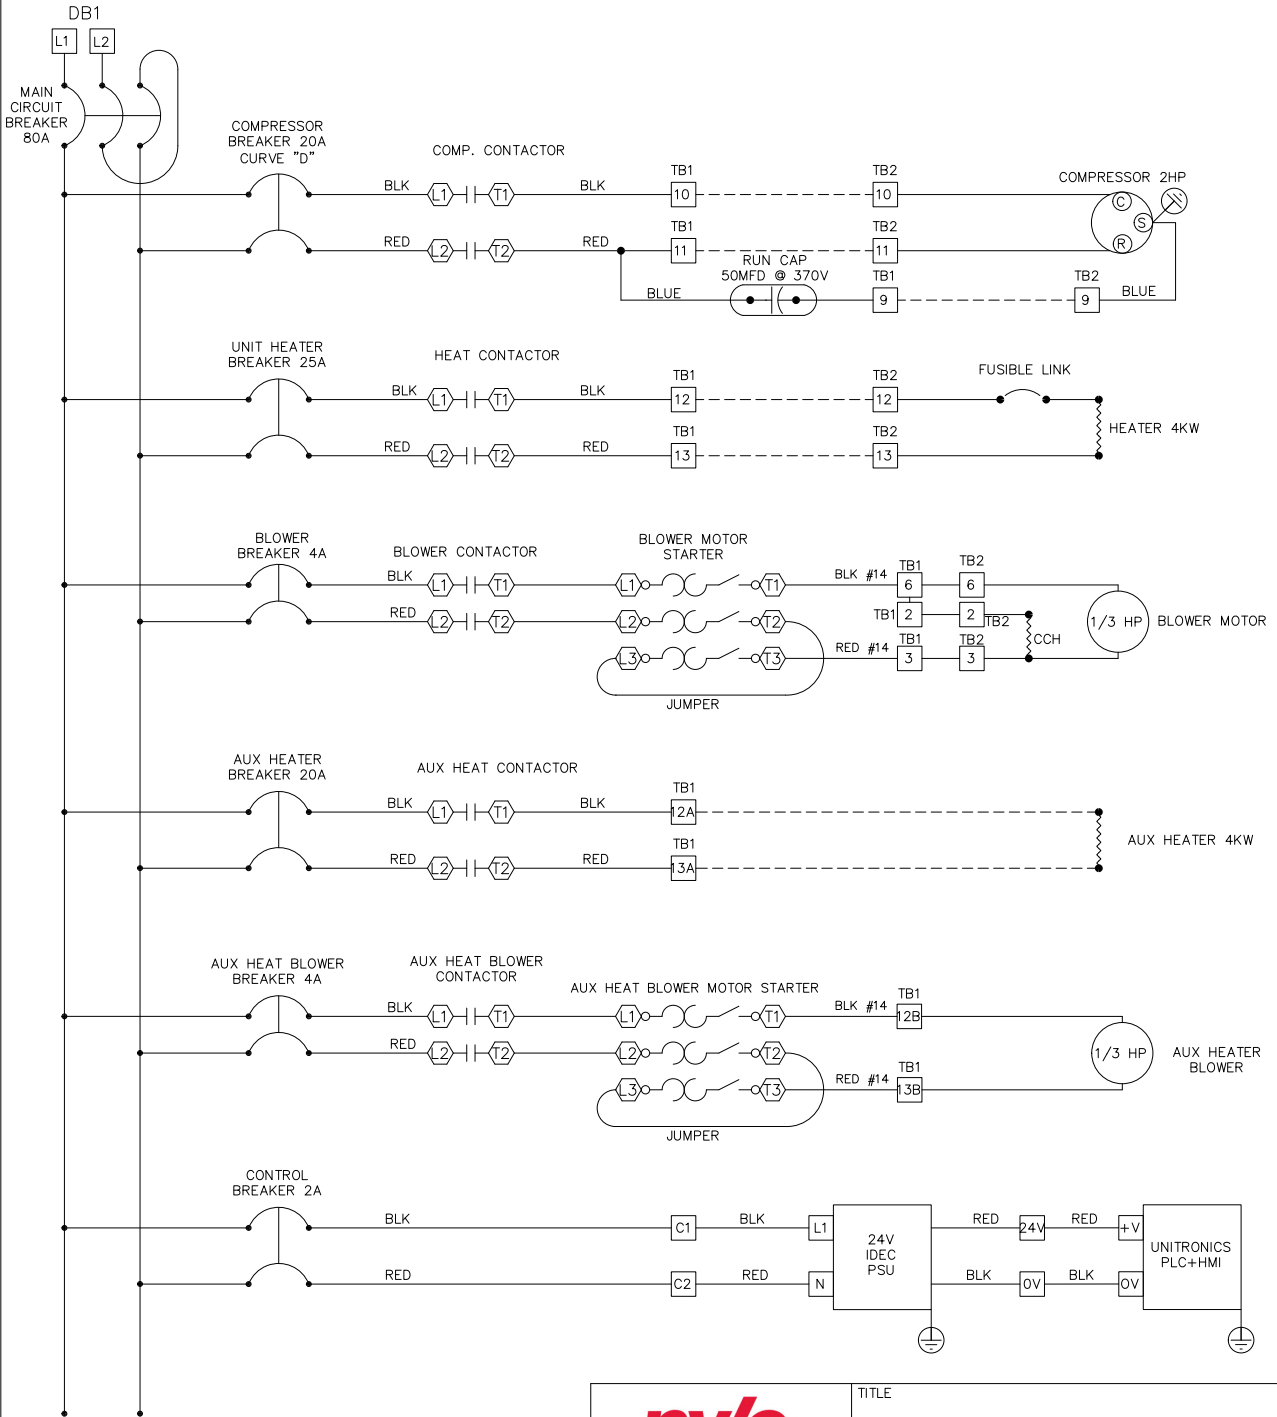 DB1
L1 L2
MAIN
CIRCUIT
BREAKER
80A
COMPRESSOR
BREAKER 20A
CURVE "D"
COMP. CONTACTOR
BLK L1 T1 BLK
TB1
10
TB2
10
COMPRESSOR 2HP
C
S
R
RED L2 T2 RED
TB1
11
TB2
11
RUN CAP
50MFD @ 370V
BLUE
TB1
9
TB2
9
BLUE
UNIT HEATER
BREAKER 25A
HEAT CONTACTOR
BLK L1 T1 BLK
TB1
12
TB2
12
FUSIBLE LINK
HEATER 4KW
RED L2 T2 RED
TB1
13
TB2
13
BLOWER
BREAKER 4A
BLOWER CONTACTOR
BLOWER MOTOR
STARTER
BLK L1 T1 L1 T1 BLK #14
TB1
6
TB2
6
RED L2 T2 L2 T2
TB1 2 2 TB2
CCH
1/3 HP BLOWER MOTOR
L3 T3 RED #14
TB1
3
TB2
3
JUMPER
AUX HEATER
BREAKER 20A
AUX HEAT CONTACTOR
BLK L1 T1 BLK
TB1
12A
AUX HEATER 4KW
RED L2 T2 RED
TB1
13A
AUX HEAT BLOWER
BREAKER 4A
AUX HEAT BLOWER
CONTACTOR
AUX HEAT BLOWER MOTOR STARTER
BLK L1 T1 L1 T1 BLK #14
TB1
12B
RED L2 T2 L2 T2
1/3 HP
AUX HEATER
BLOWER
L3 T3 RED #14
TB1
13B
JUMPER
CONTROL
BREAKER 2A
BLK C1 BLK L1
24V
IDEC
PSU
RED 24V RED +V
UNITRONICS
PLC+HMI
RED C2 RED N
BLK 0V BLK 0V
TITLE